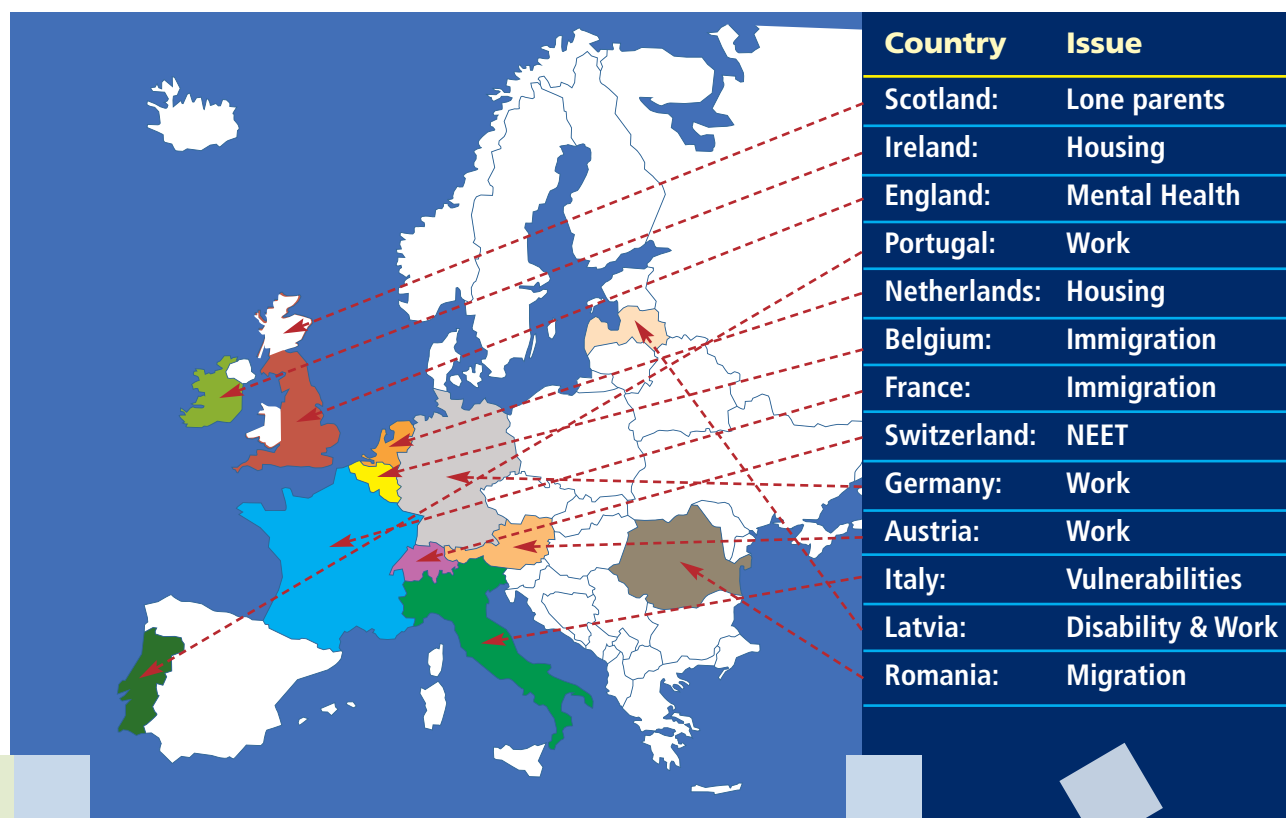 Country Issue
Scotland: Lone parents
Ireland: Housing
England: Mental Health
Portugal: Work
Netherlands: Housing
Belgium: Immigration
France: Immigration
Switzerland: NEET
Germany: Work
Austria: Work
Italy: Vulnerabilities
Latvia: Disability & Work
Romania: Migration